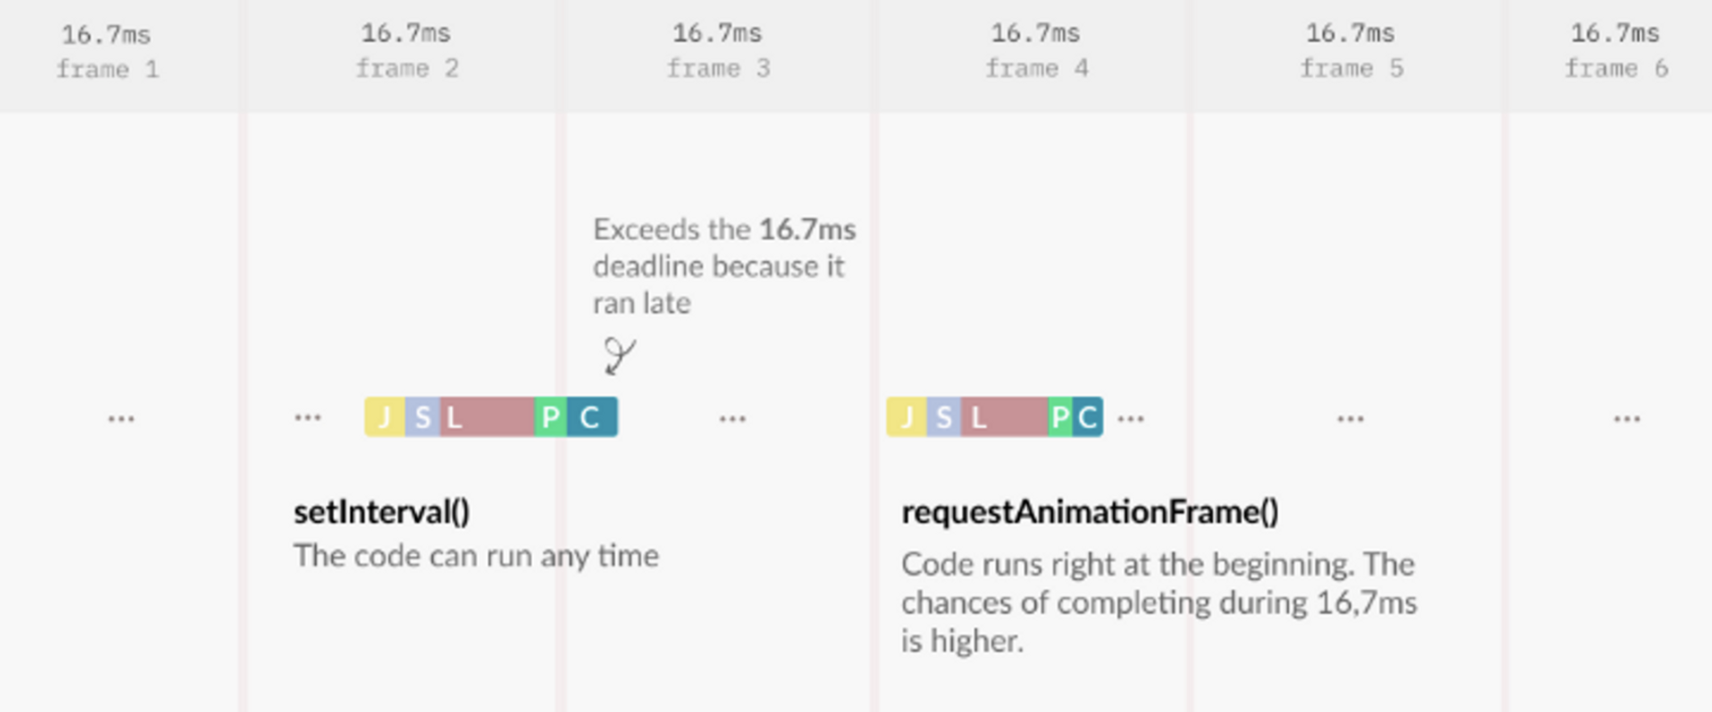 16.7ms
frame 1
16.7ms
frame 2
16.7ms
frame 3
16.7ms
frame 4
16.7ms
frame 5
16.7ms
frame 6
Exceeds the 16.7ms
deadline because it
ran late
... ... J S L P C ... J S L P C ... ... ...
setInterval()
The code can run any time
requestAnimationFrame()
Code runs right at the beginning. The
chances of completing during 16,7ms
is higher.